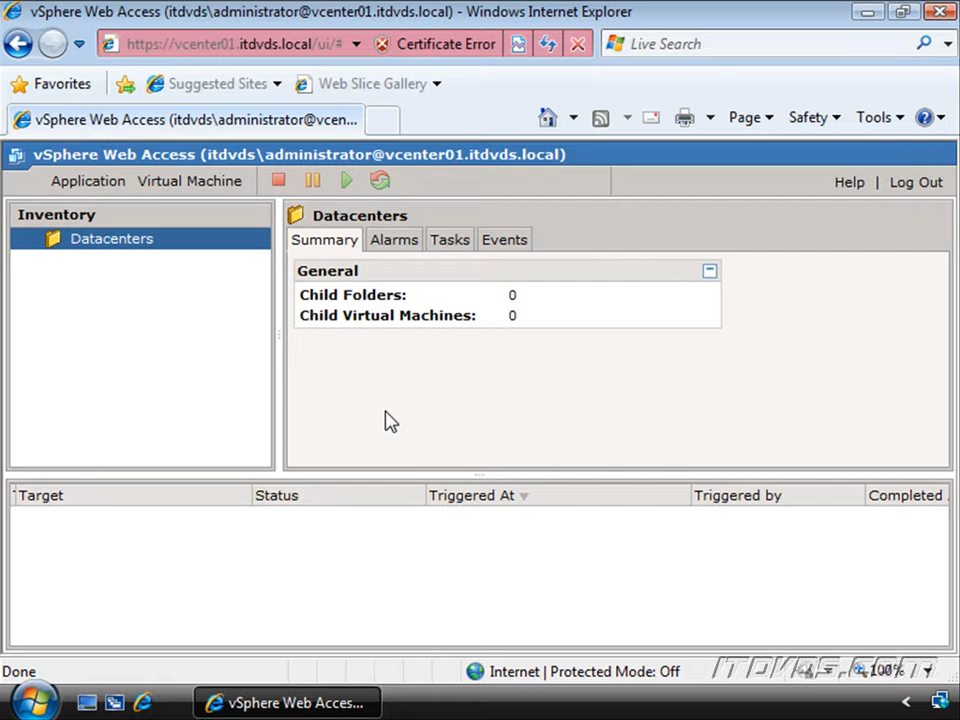 vSphere Web Access (itdvds\administrator@vcenter01.itdvds.local) - Windows Internet Explorer
https://vcenter01.itdvds.local/ui/# Certificate Error Live Search
Favorites Suggested Sites Web Slice Gallery
vSphere Web Access (itdvds\administrator@vcen... Page Safety Tools
vSphere Web Access (itdvds\administrator@vcenter01.itdvds.local)
Application Virtual Machine Help | Log Out
Inventory Datacenters
Datacenters Summary Alarms Tasks Events
General
Child Folders: 0
Child Virtual Machines: 0
Target Status Triggered At Triggered by Completed
Done Internet | Protected Mode: Off 100%
vSphere Web Acces...